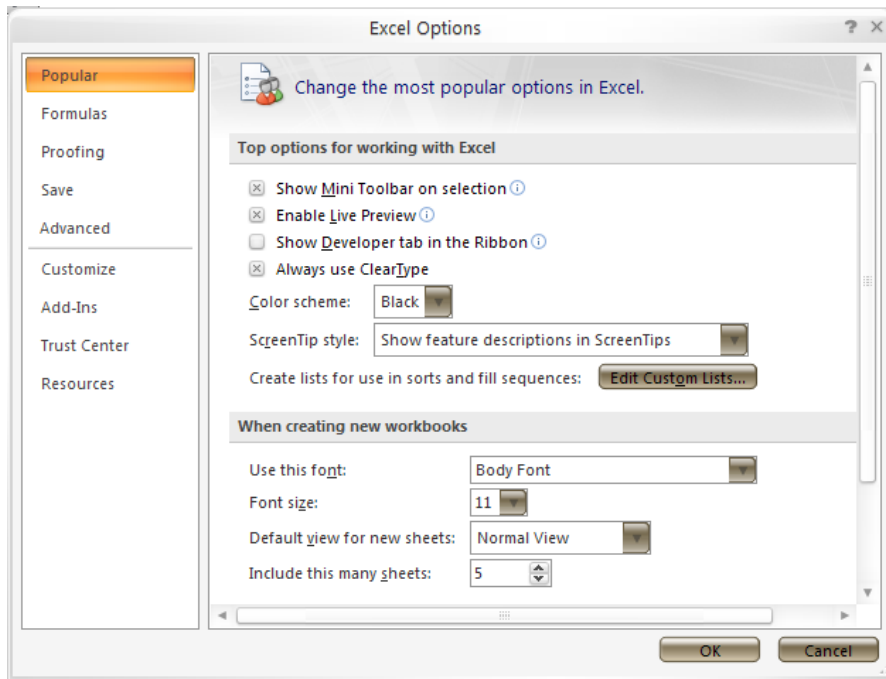 Excel Options
?
Popular
Formulas
Proofing
Save
Advanced
Customize
Add-Ins
Trust Center
Resources
Change the most popular options in Excel.
Top options for working with Excel
Show Mini Toolbar on selection
Enable Live Preview
Show Developer tab in the Ribbon
Always use ClearType
Color scheme: Black
ScreenTip style: Show feature descriptions in ScreenTips
Create lists for use in sorts and fill sequences: Edit Custom Lists...
When creating new workbooks
Use this font: Body Font
Font size: 11
Default view for new sheets: Normal View
Include this many sheets: 5
OK Cancel